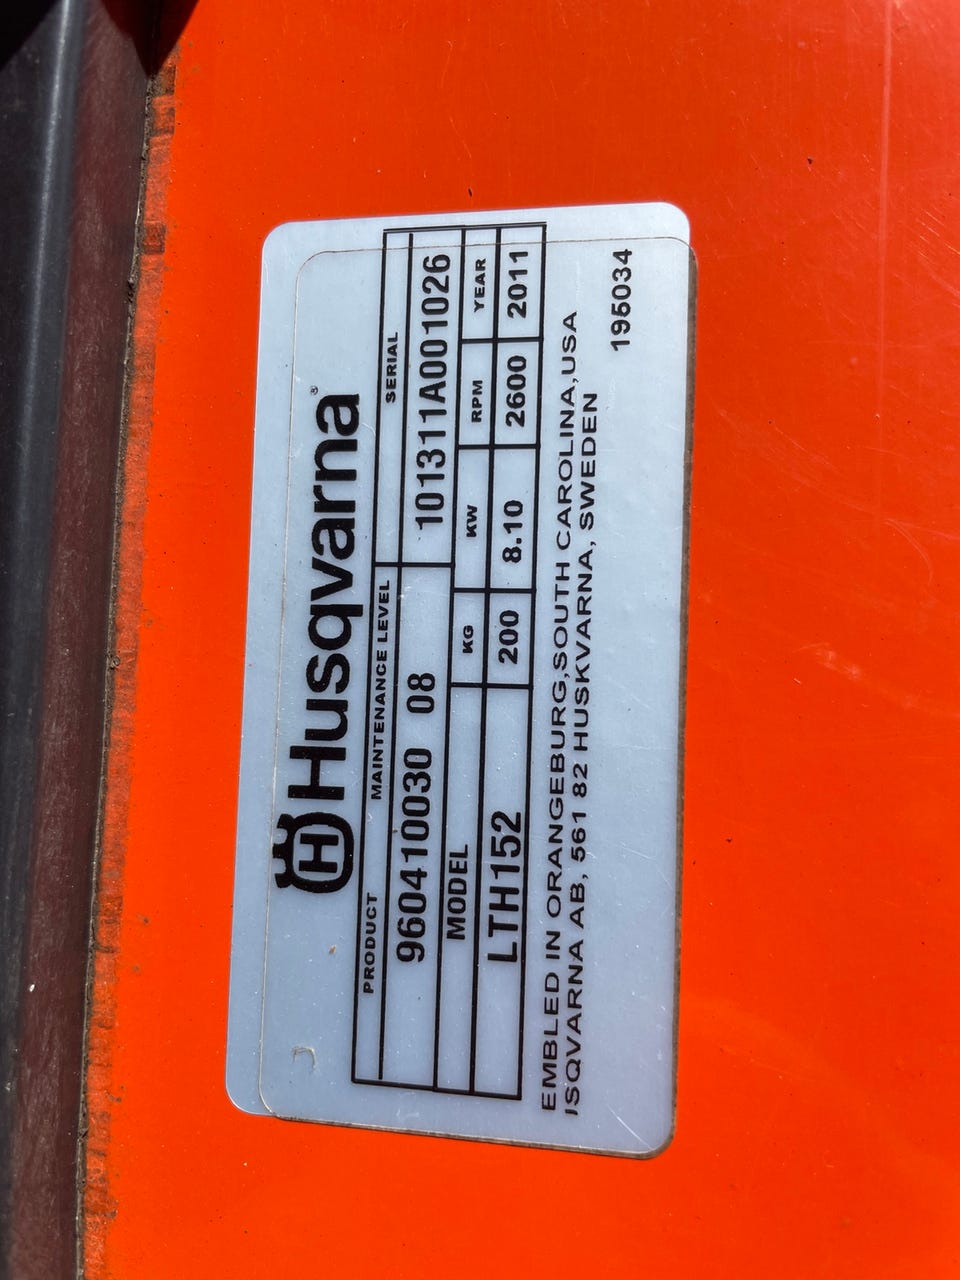 Husqvarna®
PRODUCT MAINTENANCE LEVEL SERIAL
960410030 08 101311A001026
MODEL KG KW RPM YEAR
LTH152 200 8.10 2600 2011
EMBLED IN ORANGEBURG,SOUTH CAROLINA,USA
ISQVARNA AB, 561 82 HUSKVARNA, SWEDEN
195034